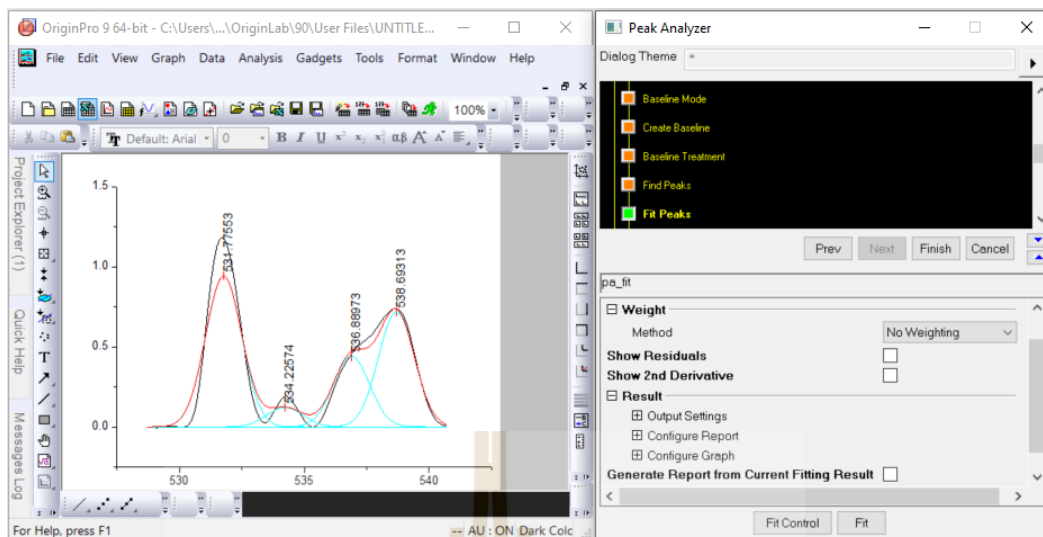 OriginPro 9 64-bit - C:\Users\...\OriginLab\90\User Files\UNTITLE...
File Edit View Graph Data Analysis Gadgets Tools Format Window Help
100%
Default: Arial 0 B I U x² x₂ αβ A A
Project Explorer (1)
Quick Help
Messages Log
1.5
1.0
0.5
0.0
530 535 540
531.77553
534.22574
536.88973
538.69313
For Help, press F1
-- AU : ON Dark Colc
Peak Analyzer
Dialog Theme *
Baseline Mode
Create Baseline
Baseline Treatment
Find Peaks
Fit Peaks
Prev Next Finish Cancel
pa_fit
Weight
Method No Weighting
Show Residuals
Show 2nd Derivative
Result
Output Settings
Configure Report
Configure Graph
Generate Report from Current Fitting Result
Fit Control Fit